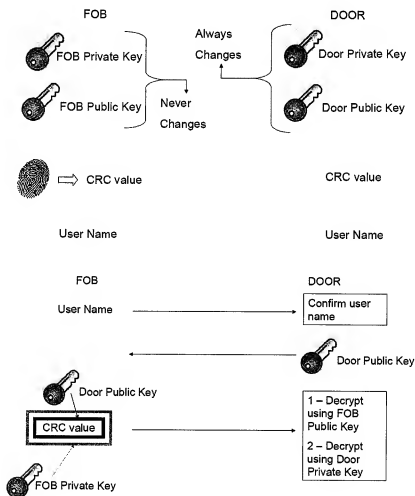 FOB
DOOR
Always
Changes
FOB Private Key
Door Private Key
FOB Public Key
Door Public Key
Never
Changes
CRC value
CRC value
User Name
User Name
FOB
DOOR
User Name
Confirm user
name
Door Public Key
Door Public Key
CRC value
1 – Decrypt
using FOB
Public Key
2 – Decrypt
using Door
Private Key
FOB Private Key